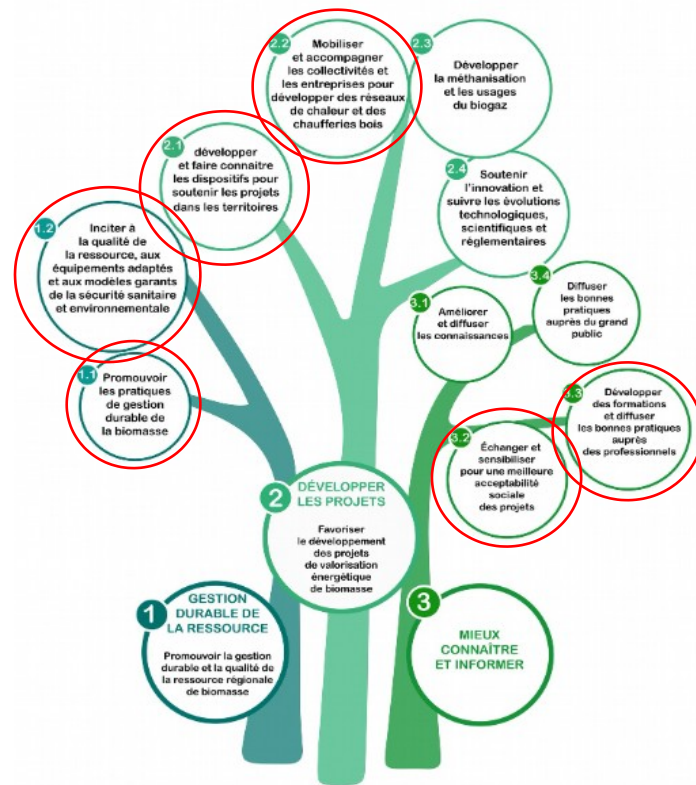 2.2
Mobiliser
et accompagner
les collectivités et
les entreprises pour
développer des réseaux
de chaleur et des
chaufferies bois
2.3
Développer
la méthanisation
et les usages
du biogaz
2.1
développer
et faire connaitre
les dispositifs pour
soutenir les projets
dans les territoires
2.4
Soutenir
l'innovation et
suivre les évolutions
technologiques,
scientifiques et
règlementaires
1.2
Inciter à
la qualité de
la ressource, aux
équipements adaptés
et aux modèles garants
de la sécurité sanitaire
et environnementale
3.4
Diffuser
les bonnes
pratiques
auprès du grand
public
3.1
Améliorer
et diffuser
les connaissances
1.1
Promouvoir
les pratiques
de gestion
durable de
la biomasse
3.3
Développer
des formations
et diffuser
les bonnes pratiques
auprès
des professionnels
3.2
Échanger et
sensibiliser
pour une meilleure
acceptabilité
sociale
des projets
2
DÉVELOPPER
LES PROJETS
Favoriser
le développement
des projets
de valorisation
énergétique
de biomasse
1
GESTION
DURABLE DE
LA RESSOURCE
Promouvoir la gestion
durable et la qualité de
la ressource régionale
de biomasse
3
MIEUX
CONNAÎTRE
ET INFORMER